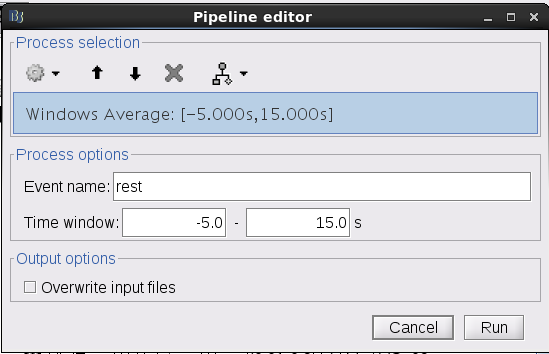 Pipeline editor
Process selection
Windows Average: [-5.000s,15.000s]
Process options
Event name: rest
Time window: -5.0 - 15.0 s
Output options
Overwrite input files
Cancel Run